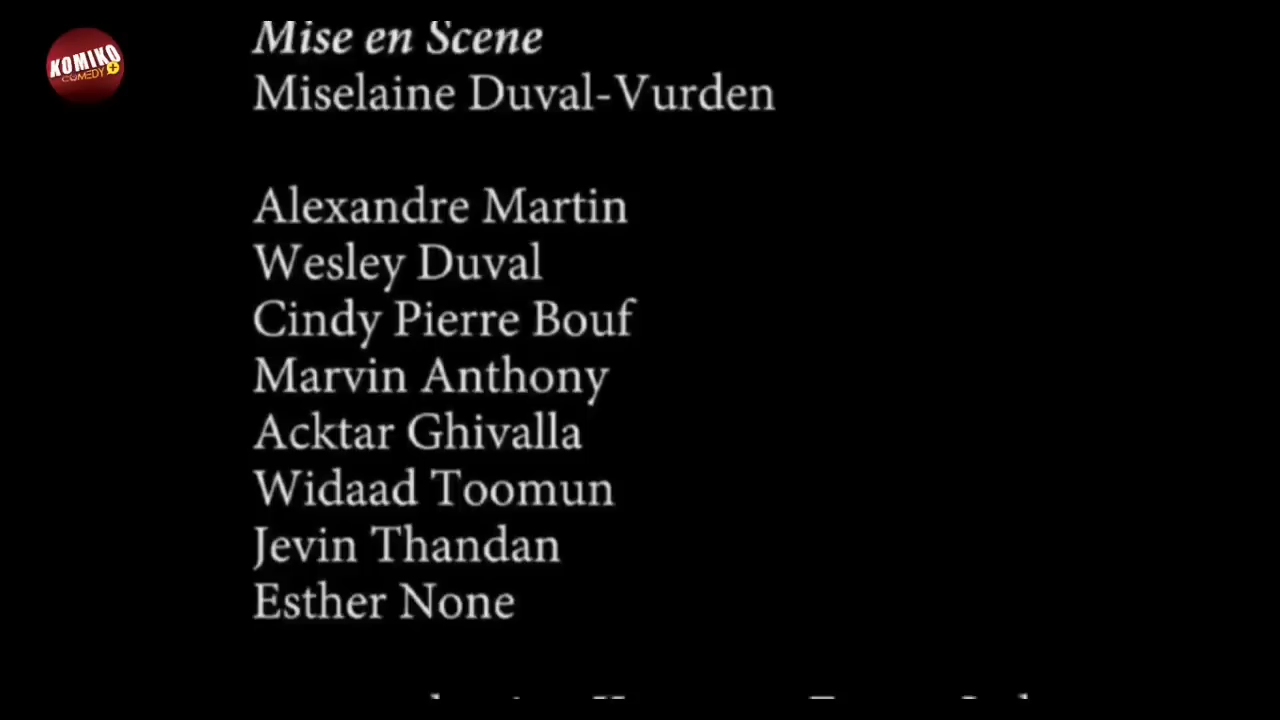 KOMIKO
COMEDY+
Mise en Scene
Miselaine Duval-Vurden
Alexandre Martin
Wesley Duval
Cindy Pierre Bouf
Marvin Anthony
Acktar Ghivalla
Widaad Toomun
Jevin Thandan
Esther None